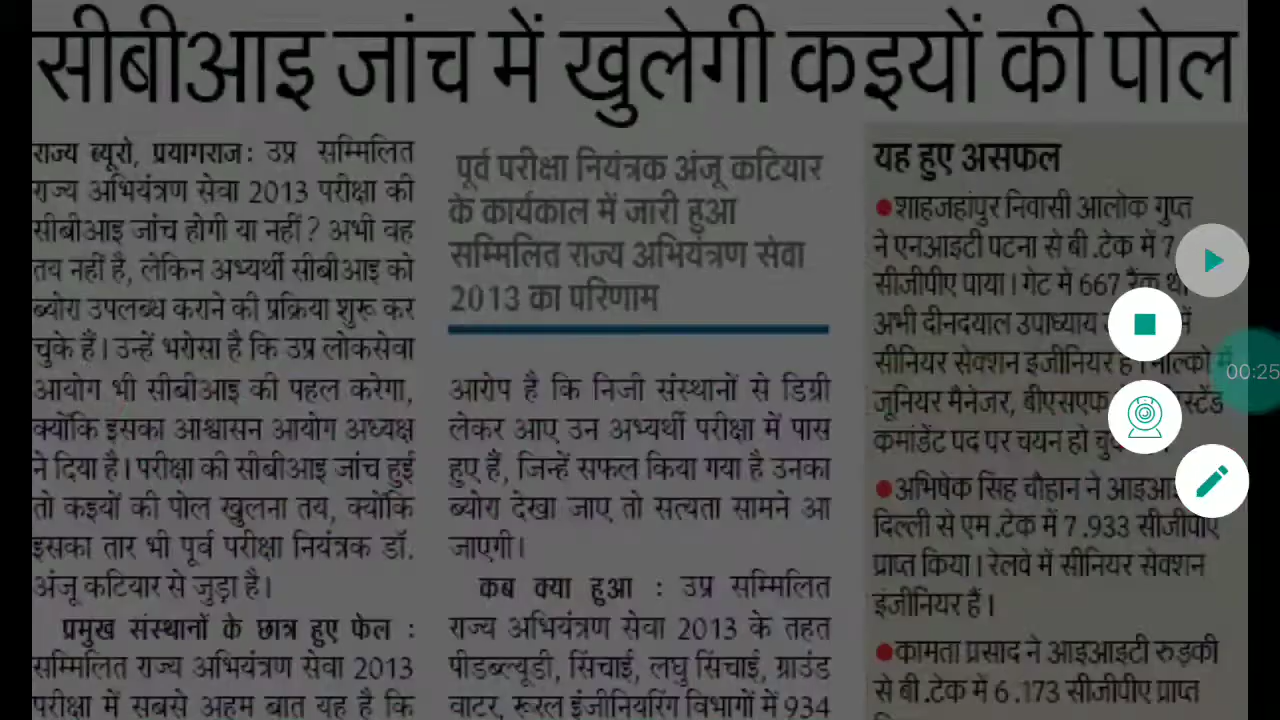 सीबीआइ जांच में खुलेगी कइयों की पोल
राज्य ब्यूरो, प्रयागराज: उप्र सम्मिलित
राज्य अभियंत्रण सेवा 2013 परीक्षा की
सीबीआइ जांच होगी या नहीं? अभी वह
तय नहीं है, लेकिन अभ्यर्थी सीबीआइ को
ब्योरा उपलब्ध कराने की प्रक्रिया शुरू कर
चुके हैं। उन्हें भरोसा है कि उप्र लोकसेवा
आयोग भी सीबीआइ की पहल करेगा,
क्योंकि इसका आश्वासन आयोग अध्यक्ष
ने दिया है। परीक्षा की सीबीआइ जांच हुई
तो कइयों की पोल खुलना तय, क्योंकि
इसका तार भी पूर्व परीक्षा नियंत्रक डॉ.
अंजू कटियार से जुड़ा है।
प्रमुख संस्थानों के छात्र हुए फेल :
सम्मिलित राज्य अभियंत्रण सेवा 2013
परीक्षा में सबसे अहम बात यह है कि
पूर्व परीक्षा नियंत्रक अंजू कटियार
के कार्यकाल में जारी हुआ
सम्मिलित राज्य अभियंत्रण सेवा
2013 का परिणाम
आरोप है कि निजी संस्थानों से डिग्री
लेकर आए उन अभ्यर्थी परीक्षा में पास
हुए हैं, जिन्हें सफल किया गया है उनका
ब्योरा देखा जाए तो सत्यता सामने आ
जाएगी।
कब क्या हुआ : उप्र सम्मिलित
राज्य अभियंत्रण सेवा 2013 के तहत
पीडब्ल्यूडी, सिंचाई, लघु सिंचाई, ग्राउंड
वाटर, रूरल इंजीनियरिंग विभागों में 934
यह हुए असफल
●शाहजहांपुर निवासी आलोक गुप्त
ने एनआइटी पटना से बी.टेक में 7
सीजीपीए पाया। गेट में 667 रैंक
अभी दीनदयाल उपाध्याय
सीनियर सेक्शन इंजीनियर
जूनियर मैनेजर,
कमांडेंट पद पर चयन हो
●अभिषेक सिंह चौहान ने
दिल्ली से एम.टेक में 7.933 सीजीपीए
प्राप्त किया। रेलवे में सीनियर सेक्शन
इंजीनियर हैं।
●कामता प्रसाद ने आइआइटी रुड़की
से बी.टेक में 6.173 सीजीपीए प्राप्त
00:25